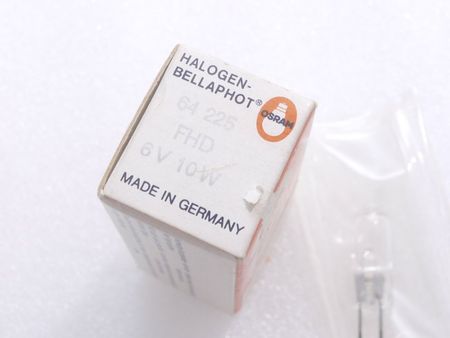 HALOGEN-
BELLAPHOT®
OSRAM
64 225
FHD
6V 10W
MADE IN GERMANY